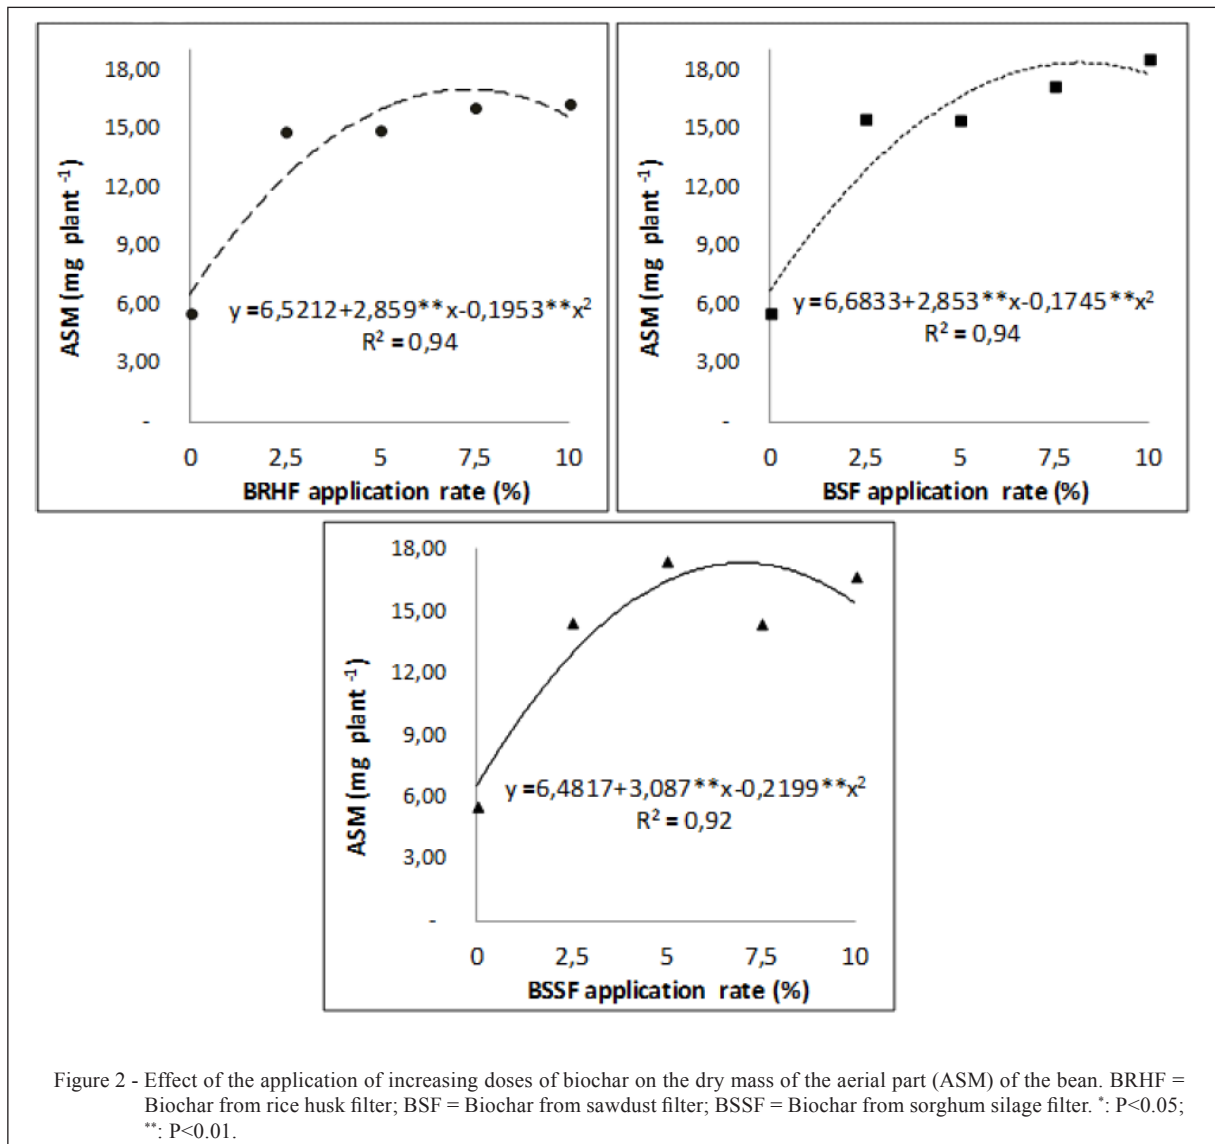 18,00
15,00
12,00
9,00
6,00
3,00
-
ASM (mg plant -1)
y =6,5212+2,859**x-0,1953**x2
R2 = 0,94
0 2,5 5 7,5 10
BRHF application rate (%)
18,00
15,00
12,00
9,00
6,00
3,00
-
ASM (mg plant -1)
y =6,6833+2,853**x-0,1745**x2
R2 = 0,94
0 2,5 5 7,5 10
BSF application rate (%)
18,00
15,00
12,00
9,00
6,00
3,00
-
ASM (mg plant -1)
y =6,4817+3,087**x-0,2199**x2
R2 = 0,92
0 2,5 5 7,5 10
BSSF application rate (%)
Figure 2 - Effect of the application of increasing doses of biochar on the dry mass of the aerial part (ASM) of the bean. BRHF =
Biochar from rice husk filter; BSF = Biochar from sawdust filter; BSSF = Biochar from sorghum silage filter. *: P<0.05;
**: P<0.01.